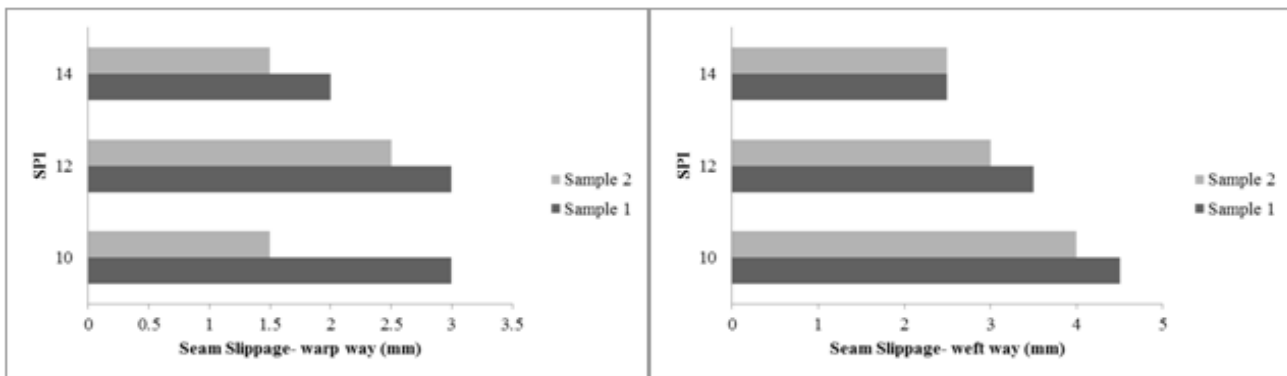 14
12
10
SPI
0 0.5 1 1.5 2 2.5 3 3.5
Seam Slippage- warp way (mm)
Sample 2
Sample 1
14
12
10
SPI
0 1 2 3 4 5
Seam Slippage- weft way (mm)
Sample 2
Sample 1